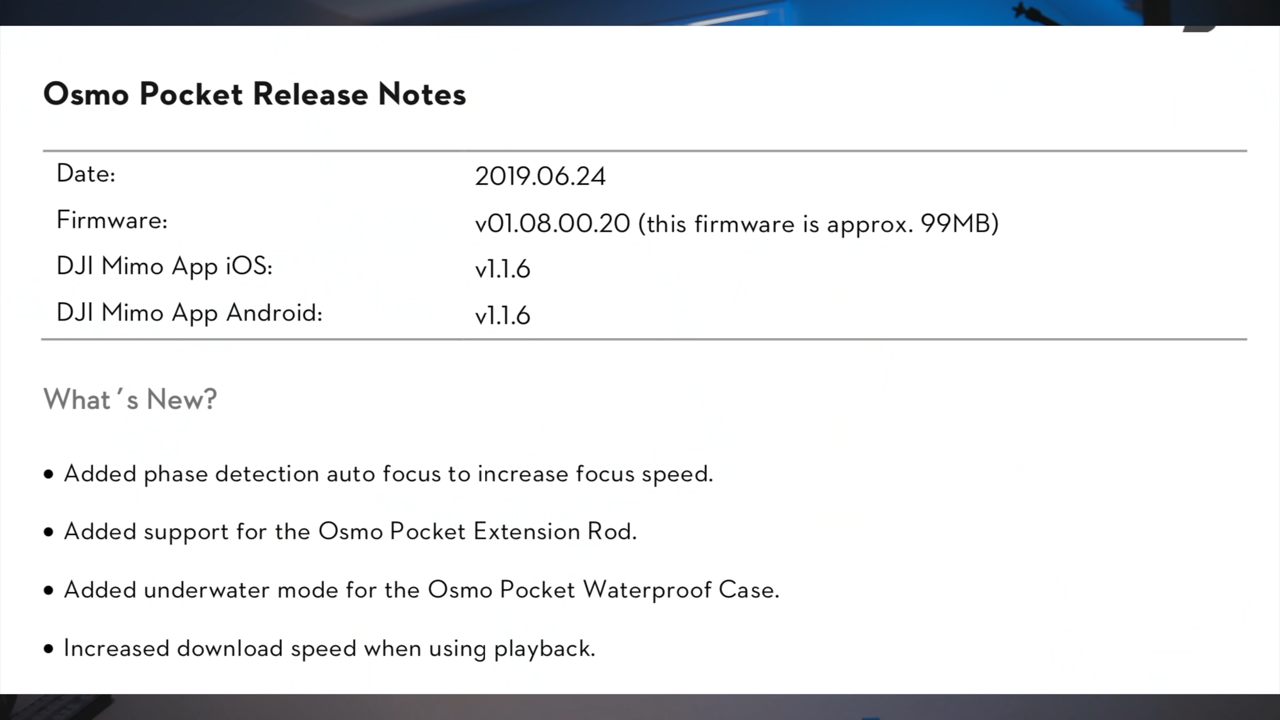 Osmo Pocket Release Notes
Date: 2019.06.24
Firmware: v01.08.00.20 (this firmware is approx. 99MB)
DJI Mimo App iOS: v1.1.6
DJI Mimo App Android: v1.1.6
What´s New?
• Added phase detection auto focus to increase focus speed.
• Added support for the Osmo Pocket Extension Rod.
• Added underwater mode for the Osmo Pocket Waterproof Case.
• Increased download speed when using playback.